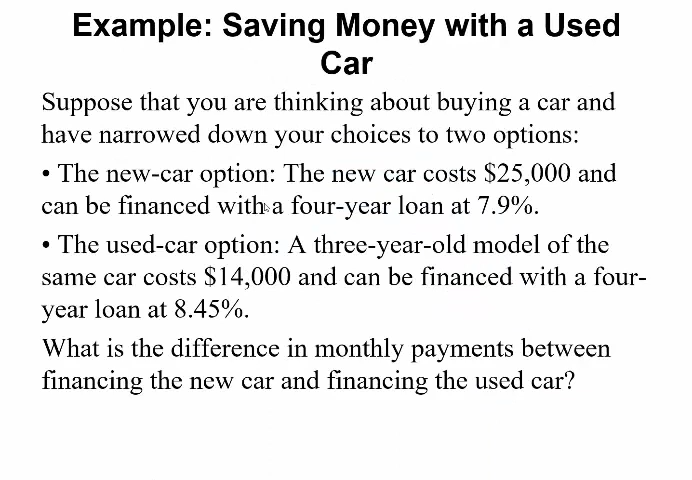 Example: Saving Money with a Used
Car
Suppose that you are thinking about buying a car and
have narrowed down your choices to two options:
• The new-car option: The new car costs $25,000 and
can be financed with a four-year loan at 7.9%.
• The used-car option: A three-year-old model of the
same car costs $14,000 and can be financed with a four-
year loan at 8.45%.
What is the difference in monthly payments between
financing the new car and financing the used car?